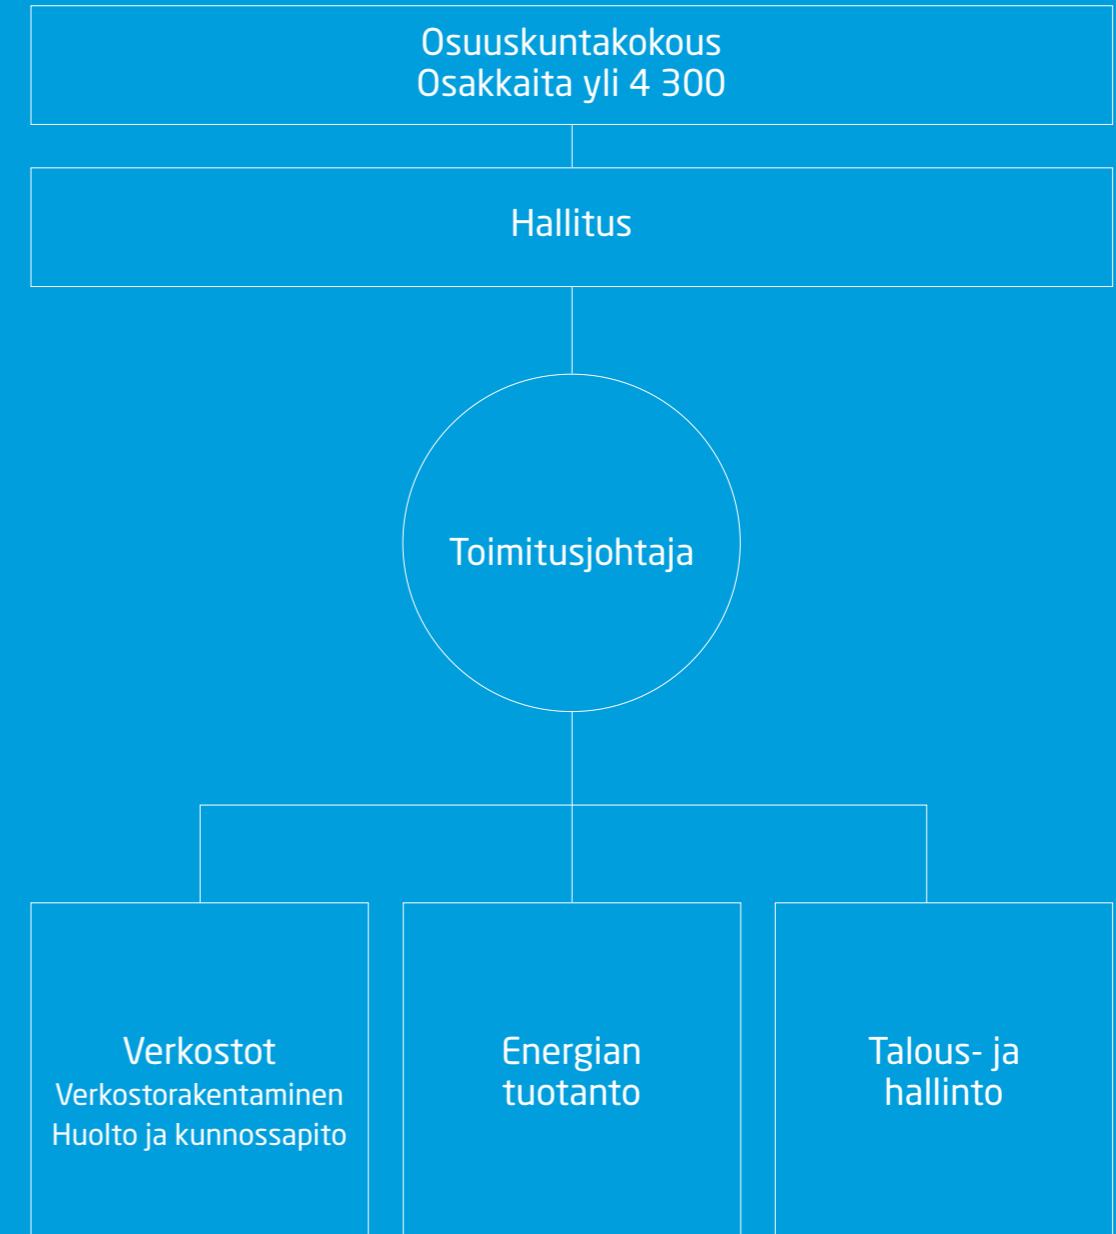 Osuuskuntakokous
Osakkaita yli 4 300
Hallitus
Toimitusjohtaja
Verkostot
Verkostorakentaminen
Huolto ja kunnossapito
Energian
tuotanto
Talous- ja
hallinto